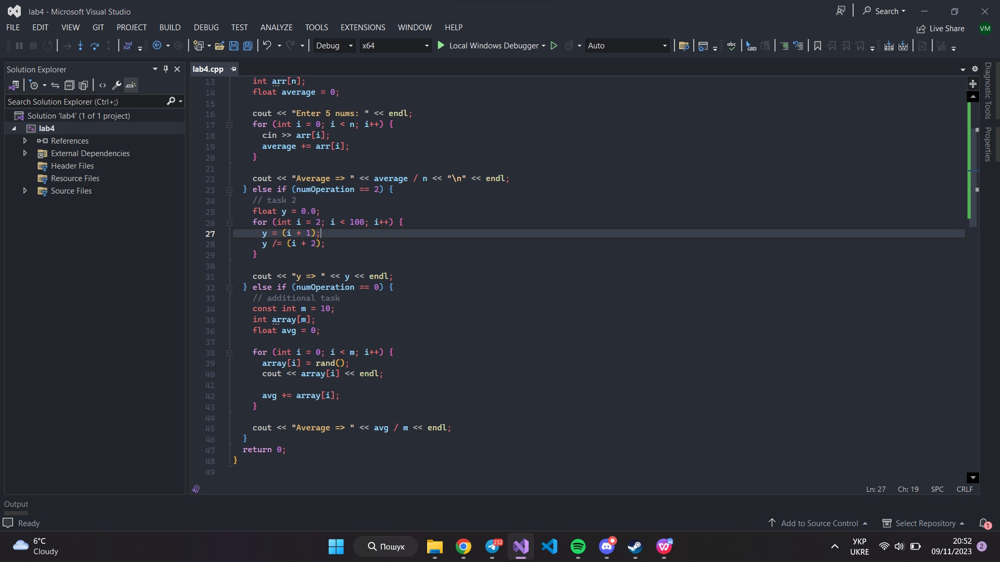 lab4 - Microsoft Visual Studio
Search
FILE EDIT VIEW GIT PROJECT BUILD DEBUG TEST ANALYZE TOOLS EXTENSIONS WINDOW HELP
Live Share VM
Debug x64 Local Windows Debugger Auto abc
Solution Explorer
Search Solution Explorer (Ctrl+;)
Solution 'lab4' (1 of 1 project)
lab4
References
External Dependencies
Header Files
Resource Files
Source Files
lab4.cpp
13 int arr[n];
14 float average = 0;
15
16 cout << "Enter 5 nums: " << endl;
17 for (int i = 0; i < n; i++) {
18 cin >> arr[i];
19 average += arr[i];
20 }
21
22 cout << "Average => " << average / n << "\n" << endl;
23 } else if (numOperation == 2) {
24 // task 2
25 float y = 0.0;
26 for (int i = 2; i < 100; i++) {
27 y = (i + 1);
28 y /= (i + 2);
29 }
30
31 cout << "y => " << y << endl;
32 } else if (numOperation == 0) {
33 // additional task
34 const int m = 10;
35 int array[m];
36 float avg = 0;
37
38 for (int i = 0; i < m; i++) {
39 array[i] = rand();
40 cout << array[i] << endl;
41
42 avg += array[i];
43 }
44
45 cout << "Average => " << avg / m << endl;
46 }
47 return 0;
48 }
49
Diagnostic Tools
Properties
Ln: 27 Ch: 19 SPC CRLF
Output
Ready
Add to Source Control Select Repository 1
6°C
Cloudy
Пошук
232
УКР
UKRE
20:52
09/11/2023
2